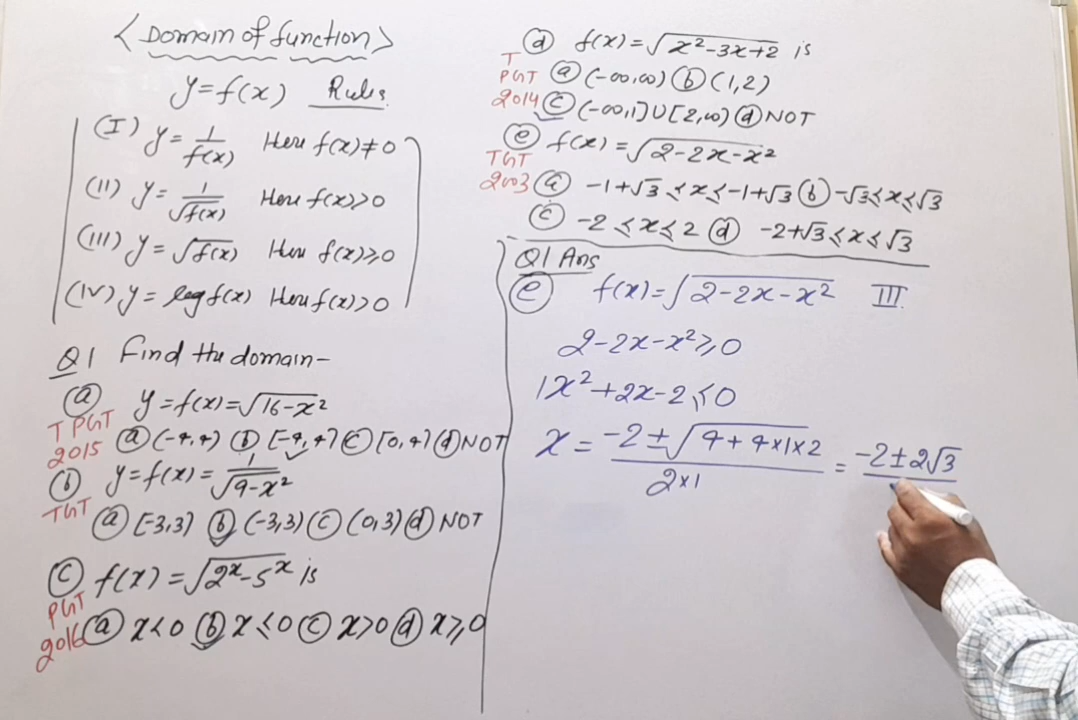 < Domain of function >
y=f(x) Rules
(I) y = 1/f(x) Here f(x)≠0
(II) y = 1/√f(x) Here f(x)>0
(III) y = √f(x) Here f(x)≥0
(IV) y = log f(x) Here f(x)>0
Q1 Find the domain-
(a) y = f(x) = √16-x²
T PGT 2015 (a) (-4,4) (b) [-4,4] (c) [0,4] (d) NOT
(b) y = f(x) = 1/√9-x²
TGT (a) [-3,3) (b) (-3,3) (c) (0,3) (d) NOT
(c) f(x) = √2ˣ-5ˣ is
PGT 2016 (a) x<0 (b) x≤0 (c) x>0 (d) x≥0
(d) f(x) = √x²-3x+2 is
T PGT 2014 (a) (-∞,∞) (b) (1,2)
(c) (-∞,1]∪[2,∞) (d) NOT
(e) f(x) = √2-2x-x²
TGT 2003 (a) -1+√3≤x≤-1+√3 (b) -√3≤x≤√3
(c) -2≤x≤2 (d) -2+√3≤x≤√3
Q1 Ans
(e) f(x) = √2-2x-x² III
2-2x-x²≥0
1x²+2x-2≤0
x = -2±√4+4×1×2 / 2×1 = -2±2√3